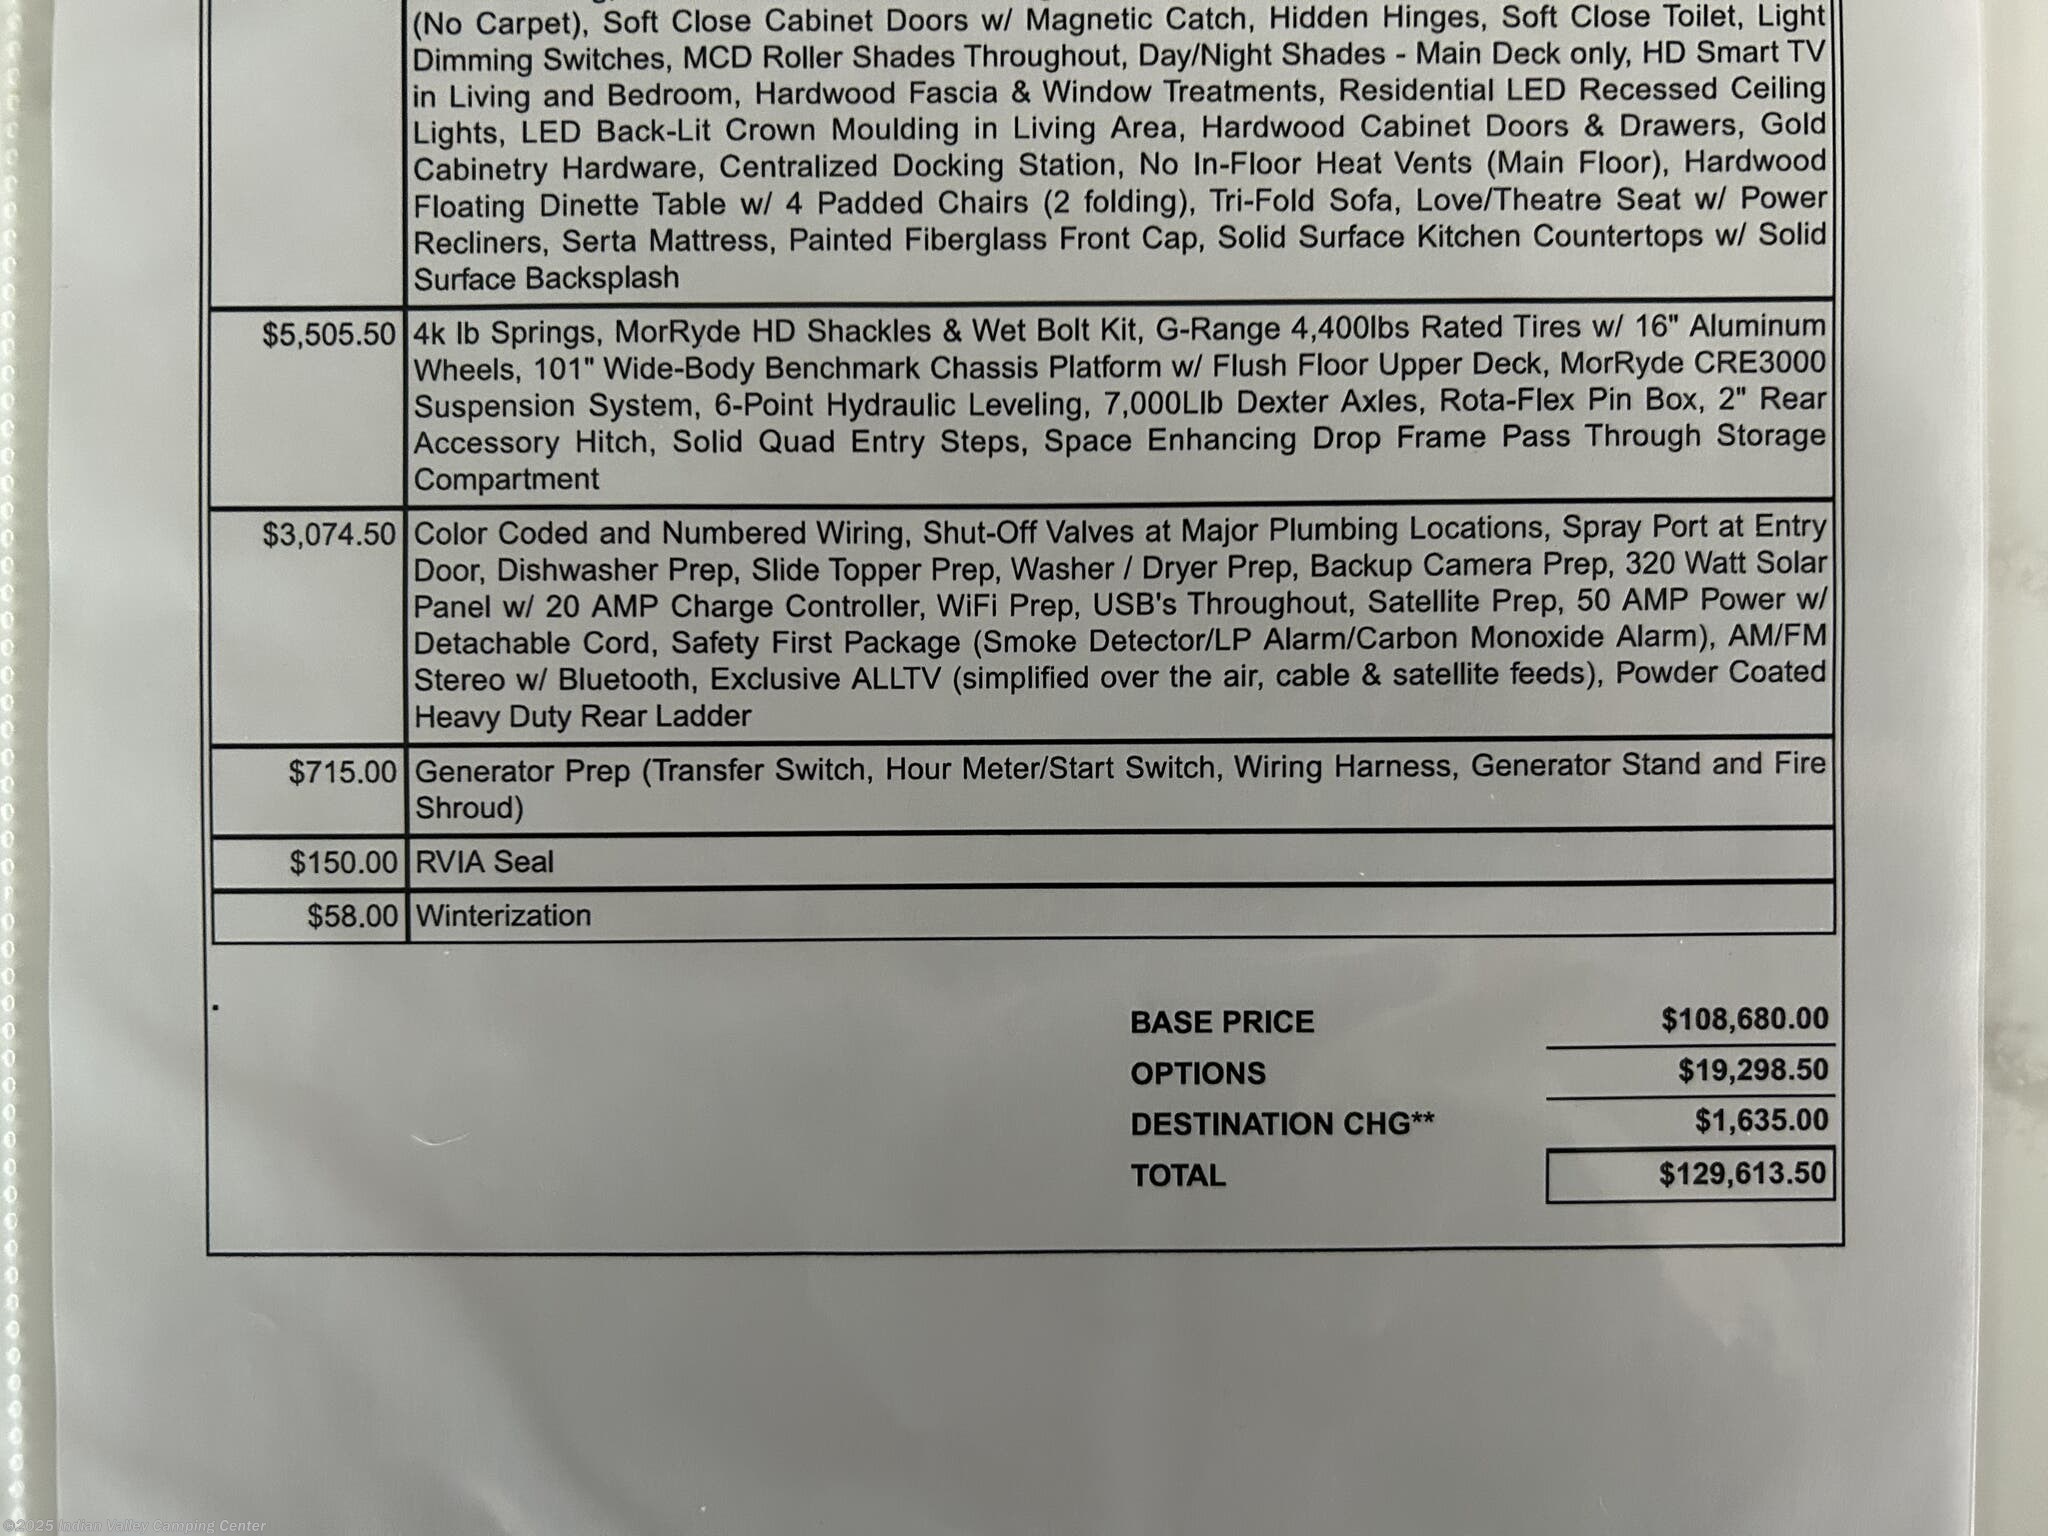 (No Carpet), Soft Close Cabinet Doors w/ Magnetic Catch, Hidden Hinges, Soft Close Toilet, Light
Dimming Switches, MCD Roller Shades Throughout, Day/Night Shades - Main Deck only, HD Smart TV
in Living and Bedroom, Hardwood Fascia & Window Treatments, Residential LED Recessed Ceiling
Lights, LED Back-Lit Crown Moulding in Living Area, Hardwood Cabinet Doors & Drawers, Gold
Cabinetry Hardware, Centralized Docking Station, No In-Floor Heat Vents (Main Floor), Hardwood
Floating Dinette Table w/ 4 Padded Chairs (2 folding), Tri-Fold Sofa, Love/Theatre Seat w/ Power
Recliners, Serta Mattress, Painted Fiberglass Front Cap, Solid Surface Kitchen Countertops w/ Solid
Surface Backsplash
$5,505.50 4k lb Springs, MorRyde HD Shackles & Wet Bolt Kit, G-Range 4,400lbs Rated Tires w/ 16" Aluminum
Wheels, 101" Wide-Body Benchmark Chassis Platform w/ Flush Floor Upper Deck, MorRyde CRE3000
Suspension System, 6-Point Hydraulic Leveling, 7,000Llb Dexter Axles, Rota-Flex Pin Box, 2" Rear
Accessory Hitch, Solid Quad Entry Steps, Space Enhancing Drop Frame Pass Through Storage
Compartment
$3,074.50 Color Coded and Numbered Wiring, Shut-Off Valves at Major Plumbing Locations, Spray Port at Entry
Door, Dishwasher Prep, Slide Topper Prep, Washer / Dryer Prep, Backup Camera Prep, 320 Watt Solar
Panel w/ 20 AMP Charge Controller, WiFi Prep, USB's Throughout, Satellite Prep, 50 AMP Power w/
Detachable Cord, Safety First Package (Smoke Detector/LP Alarm/Carbon Monoxide Alarm), AM/FM
Stereo w/ Bluetooth, Exclusive ALLTV (simplified over the air, cable & satellite feeds), Powder Coated
Heavy Duty Rear Ladder
$715.00 Generator Prep (Transfer Switch, Hour Meter/Start Switch, Wiring Harness, Generator Stand and Fire
Shroud)
$150.00 RVIA Seal
$58.00 Winterization
.
BASE PRICE $108,680.00
OPTIONS $19,298.50
DESTINATION CHG** $1,635.00
TOTAL $129,613.50
©2025 Indian Valley Camping Center